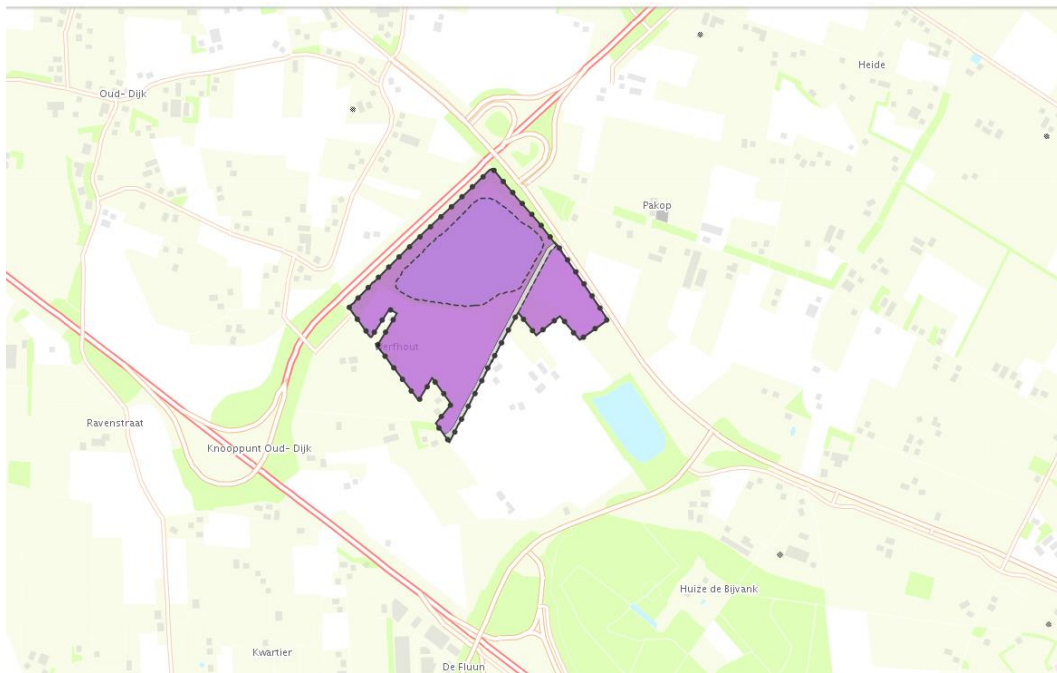 Heide
Oud- Dijk
Pakop
Ravenstraat
Knooppunt Oud- Dijk
Huize de Bijvank
Kwartier
De Fluun